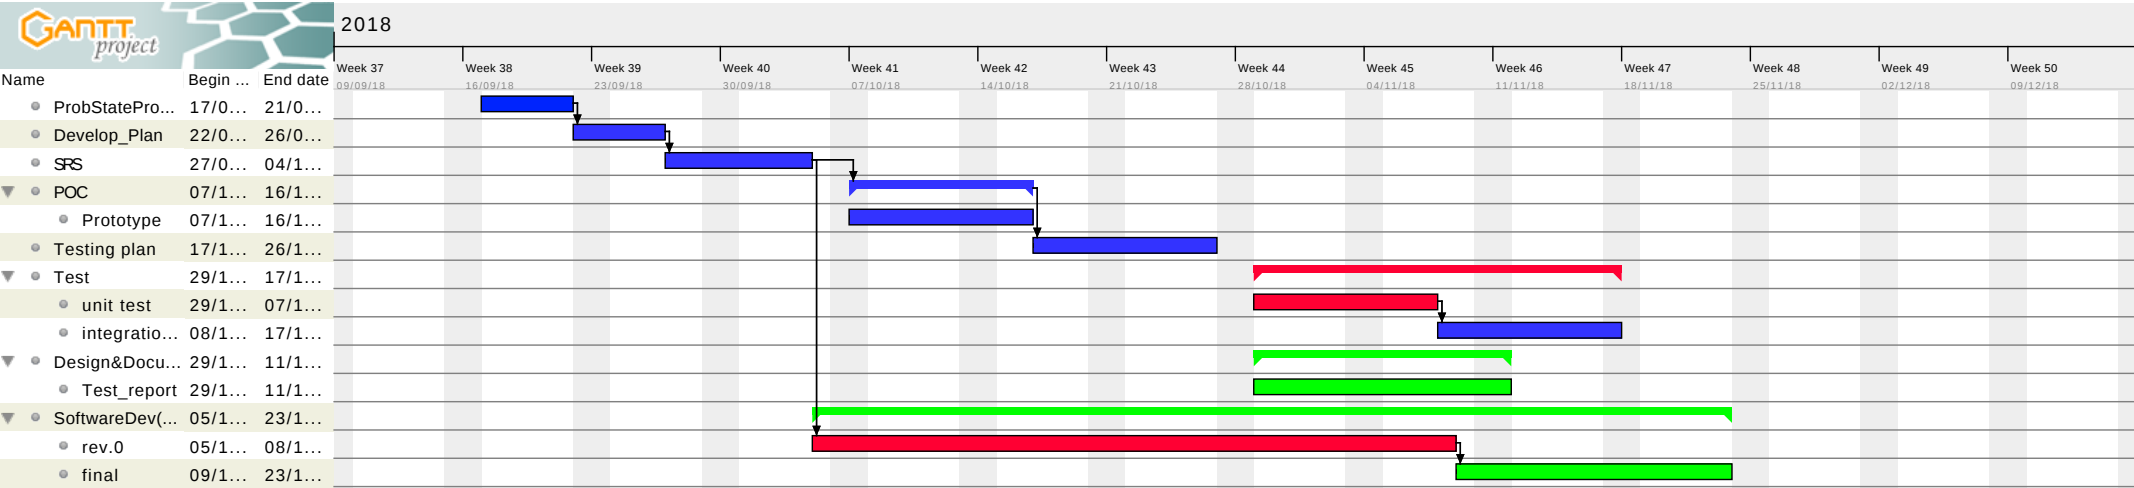 GANTT
project
2018
Week 37 Week 38 Week 39 Week 40 Week 41 Week 42 Week 43 Week 44 Week 45 Week 46 Week 47 Week 48 Week 49 Week 50
Name Begin ... End date
09/09/18 16/09/18 23/09/18 30/09/18 07/10/18 14/10/18 21/10/18 28/10/18 04/11/18 11/11/18 18/11/18 25/11/18 02/12/18 09/12/18
ProbStatePro... 17/0... 21/0...
Develop_Plan 22/0... 26/0...
SRS 27/0... 04/1...
POC 07/1... 16/1...
Prototype 07/1... 16/1...
Testing plan 17/1... 26/1...
Test 29/1... 17/1...
unit test 29/1... 07/1...
integratio... 08/1... 17/1...
Design&Docu... 29/1... 11/1...
Test_report 29/1... 11/1...
SoftwareDev(... 05/1... 23/1...
rev.0 05/1... 08/1...
final 09/1... 23/1...